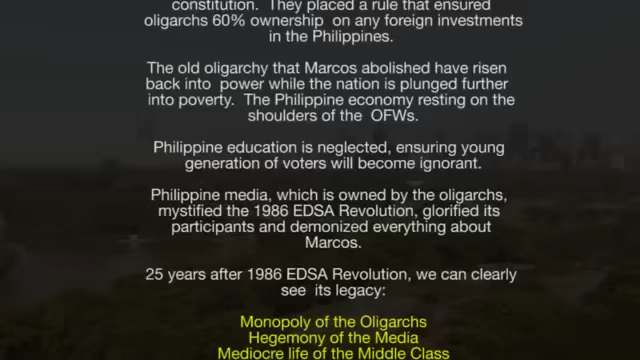 constitution.  They placed a rule that ensured
oligarchs 60% ownership  on any foreign investments
in the Philippines.
The old oligarchy that Marcos abolished have risen
back into  power while the nation is plunged further
into poverty.  The Philippine economy resting on the
shoulders of the  OFWs.
Philippine education is neglected, ensuring young
generation of voters will become ignorant.
Philippine media, which is owned by the oligarchs,
mystified the 1986 EDSA Revolution, glorified its
participants and demonized everything about
Marcos.
25 years after 1986 EDSA Revolution, we can clearly
see  its legacy:
Monopoly of the Oligarchs
Hegemony of the Media
Mediocre life of the Middle Class